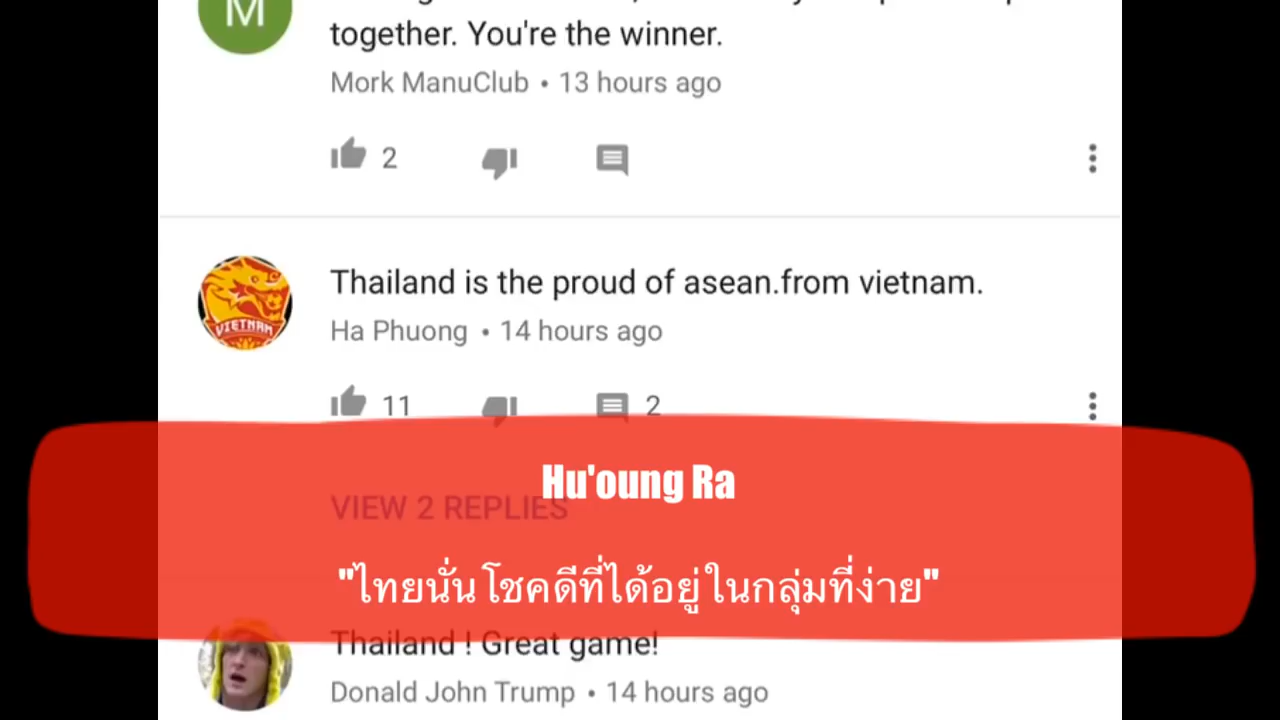 M
together. You're the winner.
Mork ManuClub • 13 hours ago
2
Thailand is the proud of asean.from vietnam.
VIETNAM
Ha Phuong • 14 hours ago
11 2
Hu'oung Ra
VIEW 2 REPLIES
"ไทยนั่นโชคดีที่ได้อยู่ในกลุ่มที่ง่าย"
Thailand ! Great game!
Donald John Trump • 14 hours ago